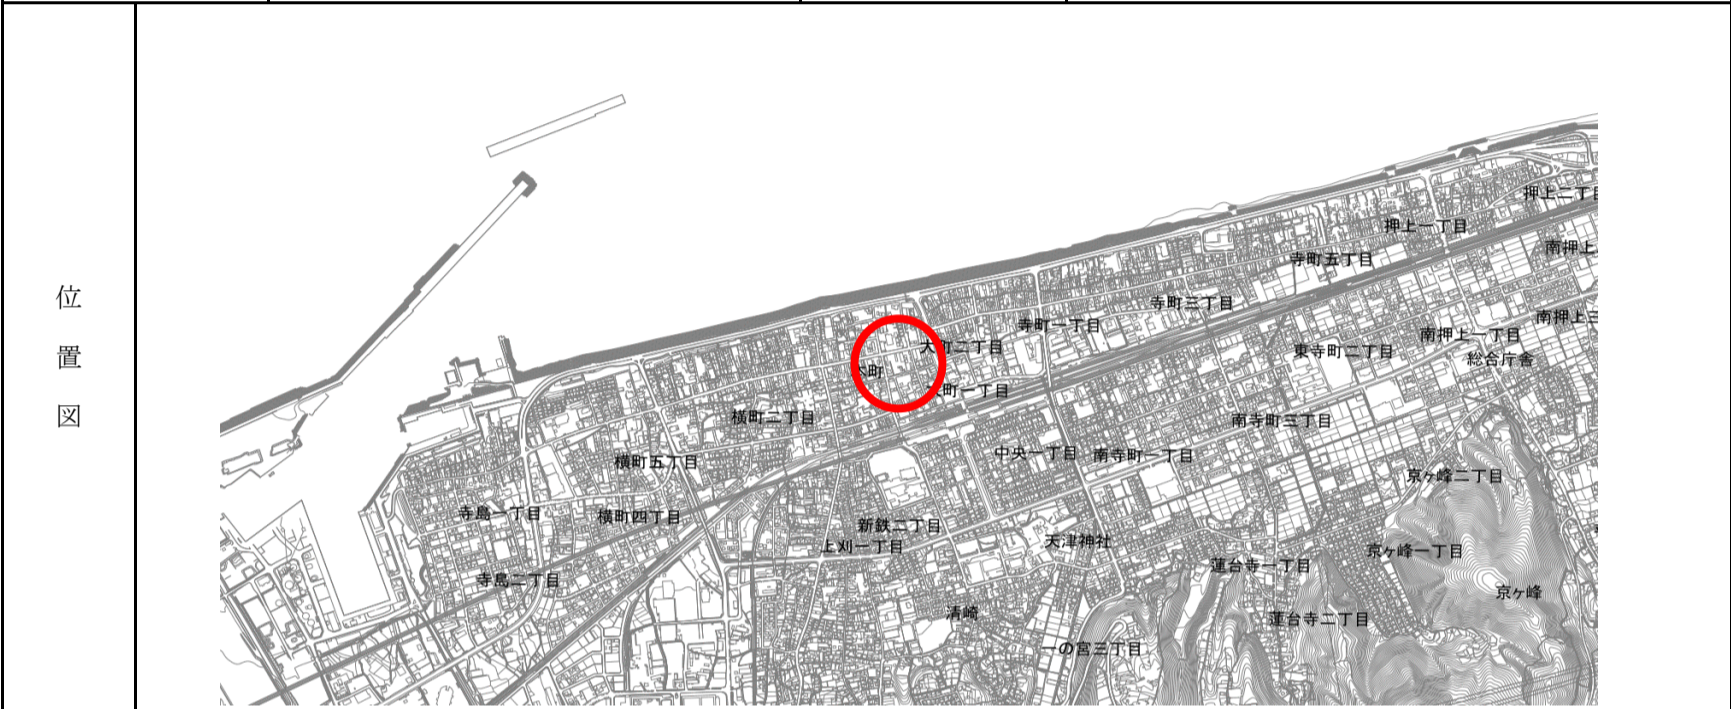 位置図
押上二丁目
押上一丁目
南押上
寺町五丁目
寺町三丁目
南押上三
寺町一丁目
南押上一丁目
大町二丁目
東寺町二丁目
総合庁舎
本町
大町一丁目
横町二丁目
南寺町三丁目
中央一丁目
南寺町一丁目
横町五丁目
京ヶ峰二丁目
寺島一丁目
横町四丁目
新鉄二丁目
天津神社
上刈一丁目
京ヶ峰一丁目
蓮台寺一丁目
寺島二丁目
京ヶ峰
清崎
蓮台寺二丁目
一の宮三丁目